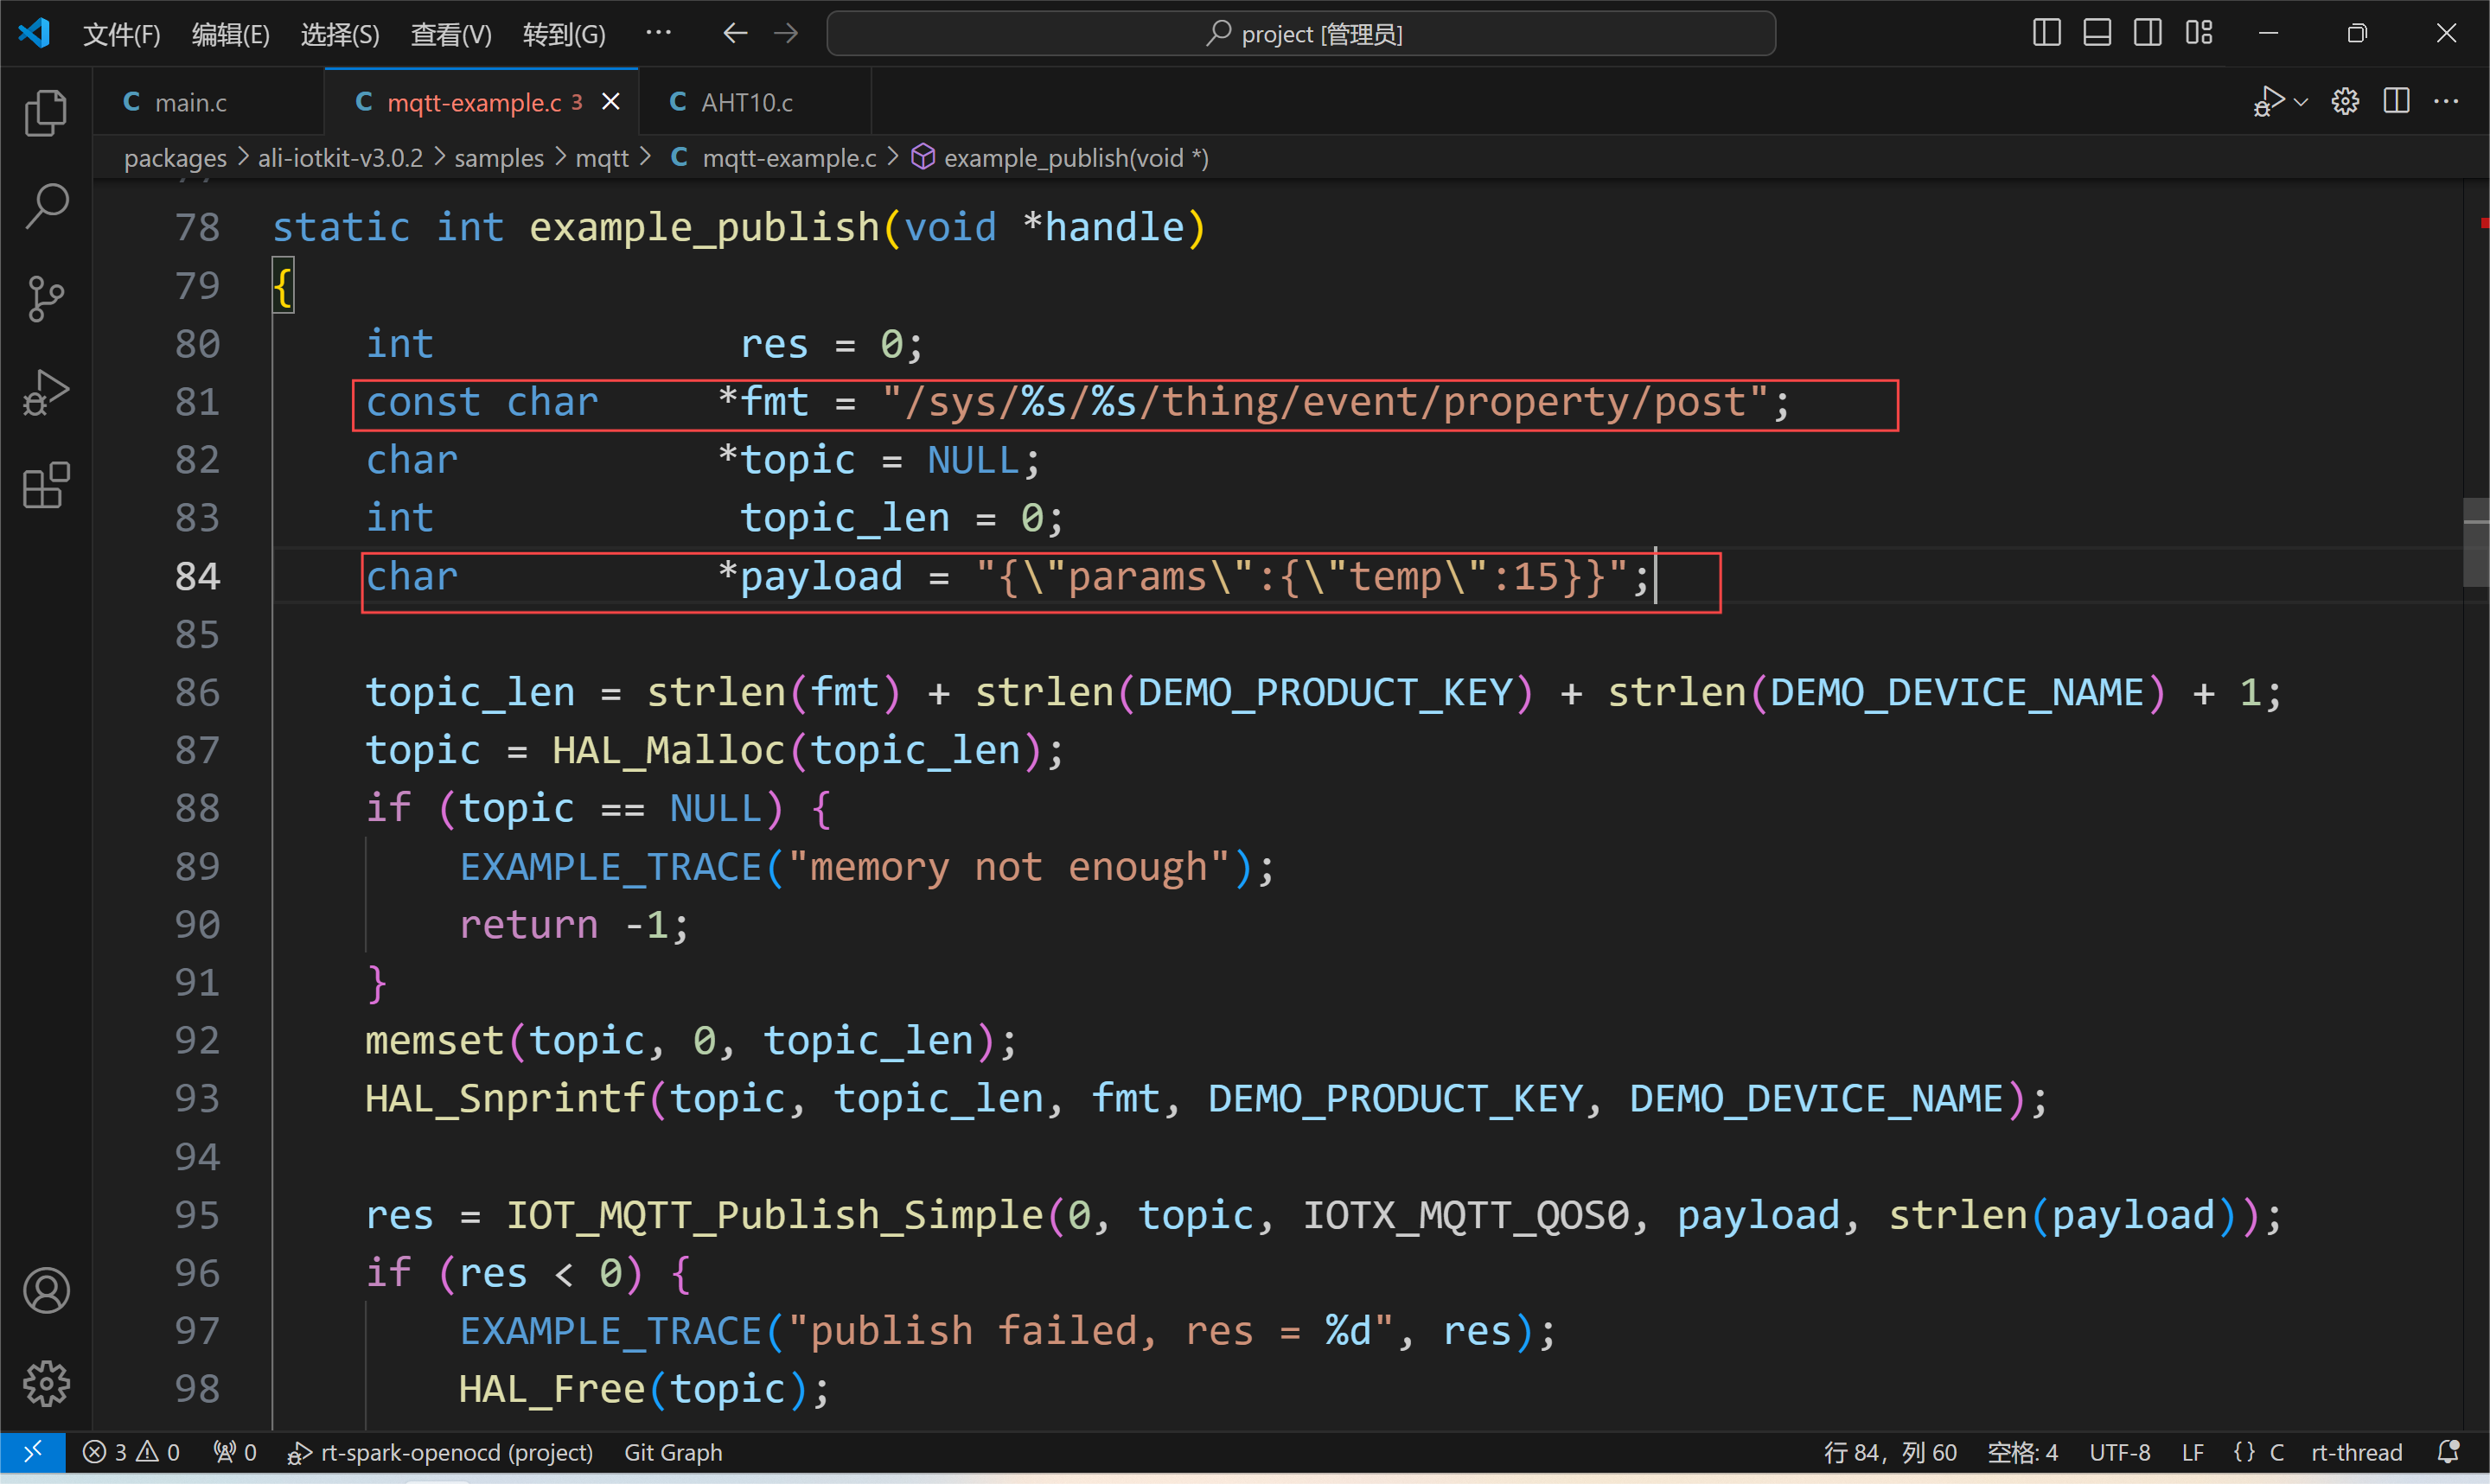 文件(F) 编辑(E) 选择(S) 查看(V) 转到(G) ··· project [管理员]
C main.c C mqtt-example.c 3 C AHT10.c
packages > ali-iotkit-v3.0.2 > samples > mqtt > C mqtt-example.c > example_publish(void *)
78 static int example_publish(void *handle)
79 {
80     int             res = 0;
81     const char     *fmt = "/sys/%s/%s/thing/event/property/post";
82     char           *topic = NULL;
83     int             topic_len = 0;
84     char           *payload = "{\"params\":{\"temp\":15}}";
85
86     topic_len = strlen(fmt) + strlen(DEMO_PRODUCT_KEY) + strlen(DEMO_DEVICE_NAME) + 1;
87     topic = HAL_Malloc(topic_len);
88     if (topic == NULL) {
89         EXAMPLE_TRACE("memory not enough");
90         return -1;
91     }
92     memset(topic, 0, topic_len);
93     HAL_Snprintf(topic, topic_len, fmt, DEMO_PRODUCT_KEY, DEMO_DEVICE_NAME);
94
95     res = IOT_MQTT_Publish_Simple(0, topic, IOTX_MQTT_QOS0, payload, strlen(payload));
96     if (res < 0) {
97         EXAMPLE_TRACE("publish failed, res = %d", res);
98         HAL_Free(topic);
3 0 0 rt-spark-openocd (project) Git Graph 行 84，列 60 空格: 4 UTF-8 LF {} C rt-thread